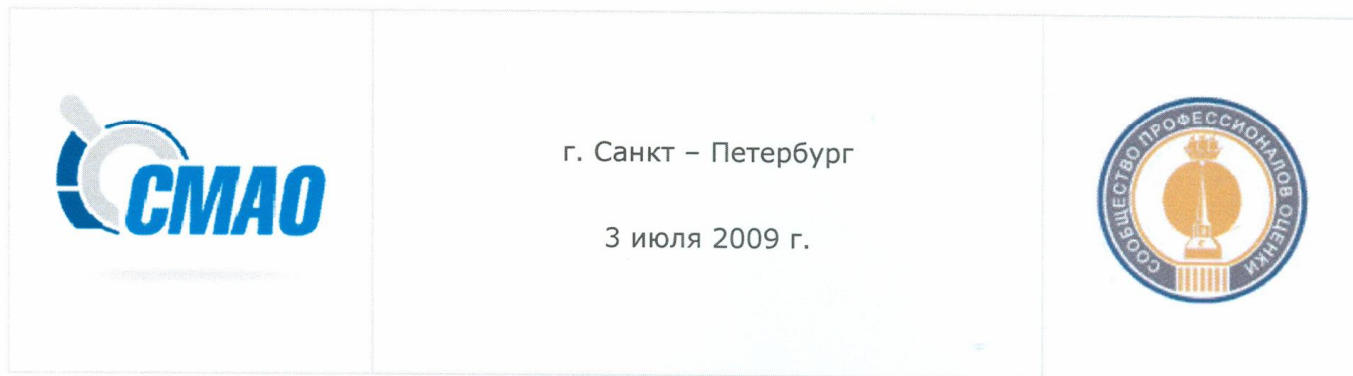 СМАО
г. Санкт – Петербург
3 июля 2009 г.
СООБЩЕСТВО ПРОФЕССИОНАЛОВ ОЦЕНКИ